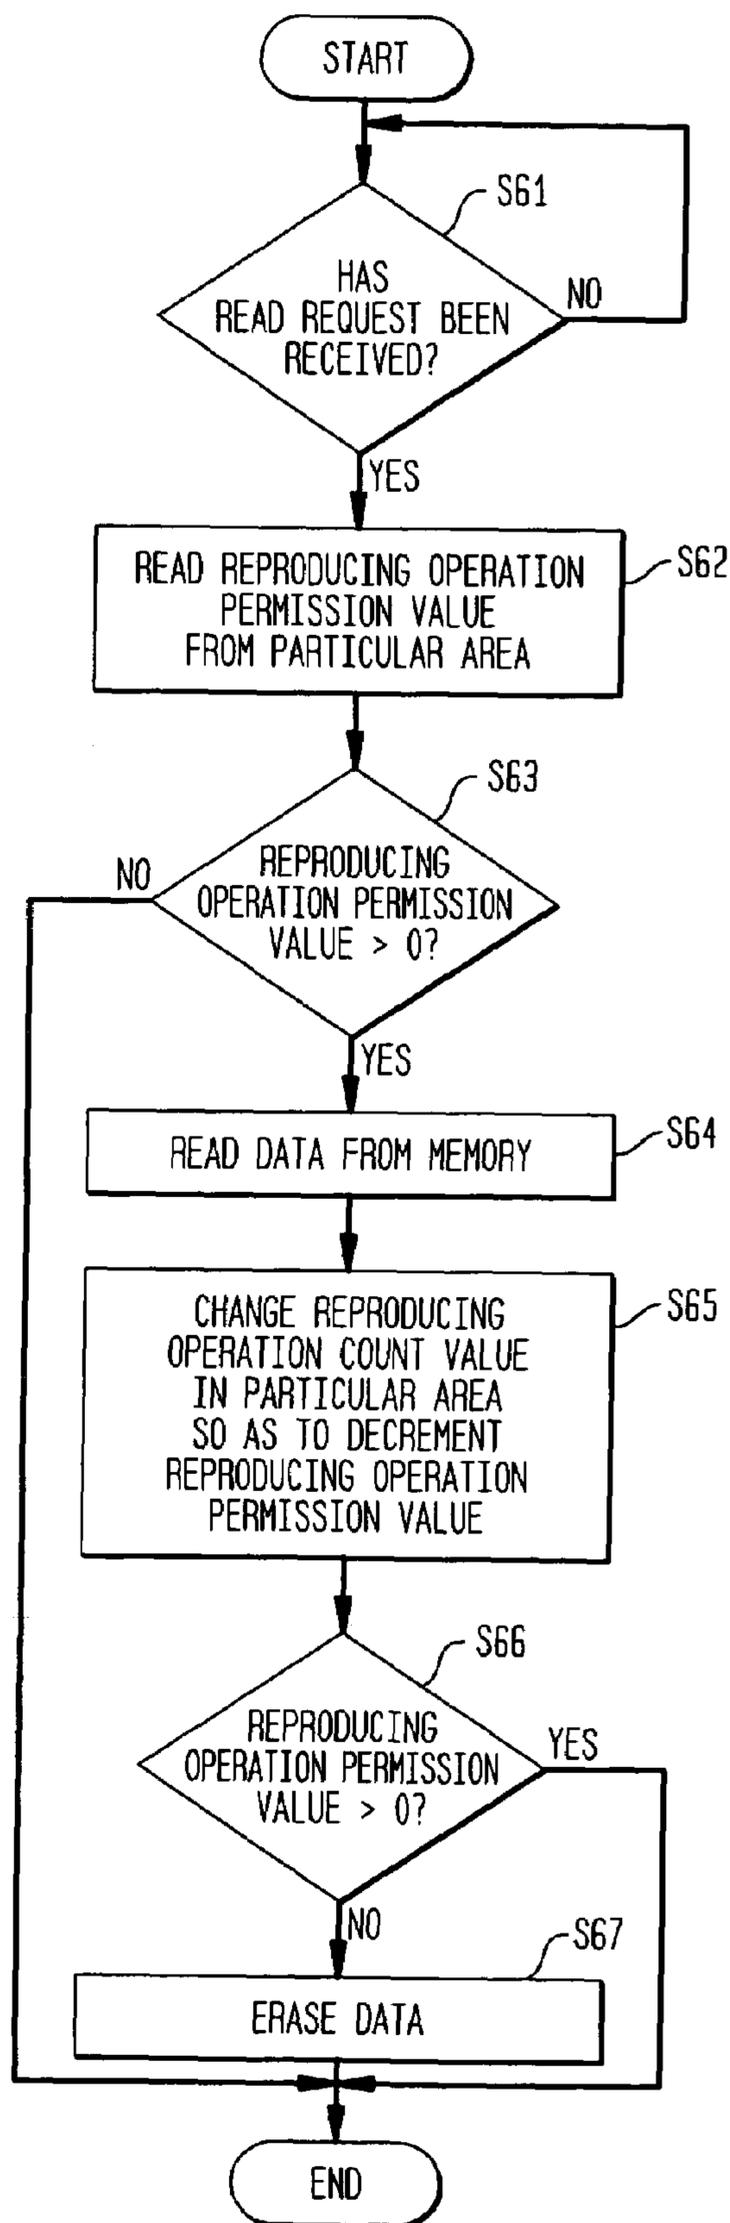 START
S61
HAS
READ REQUEST BEEN
RECEIVED?
NO
YES
S62
READ REPRODUCING OPERATION
PERMISSION VALUE
FROM PARTICULAR AREA
S63
NO
REPRODUCING
OPERATION PERMISSION
VALUE > 0?
YES
S64
READ DATA FROM MEMORY
S65
CHANGE REPRODUCING
OPERATION COUNT VALUE
IN PARTICULAR AREA
SO AS TO DECREMENT
REPRODUCING OPERATION
PERMISSION VALUE
S66
REPRODUCING
OPERATION PERMISSION
VALUE > 0?
YES
NO
S67
ERASE DATA
END